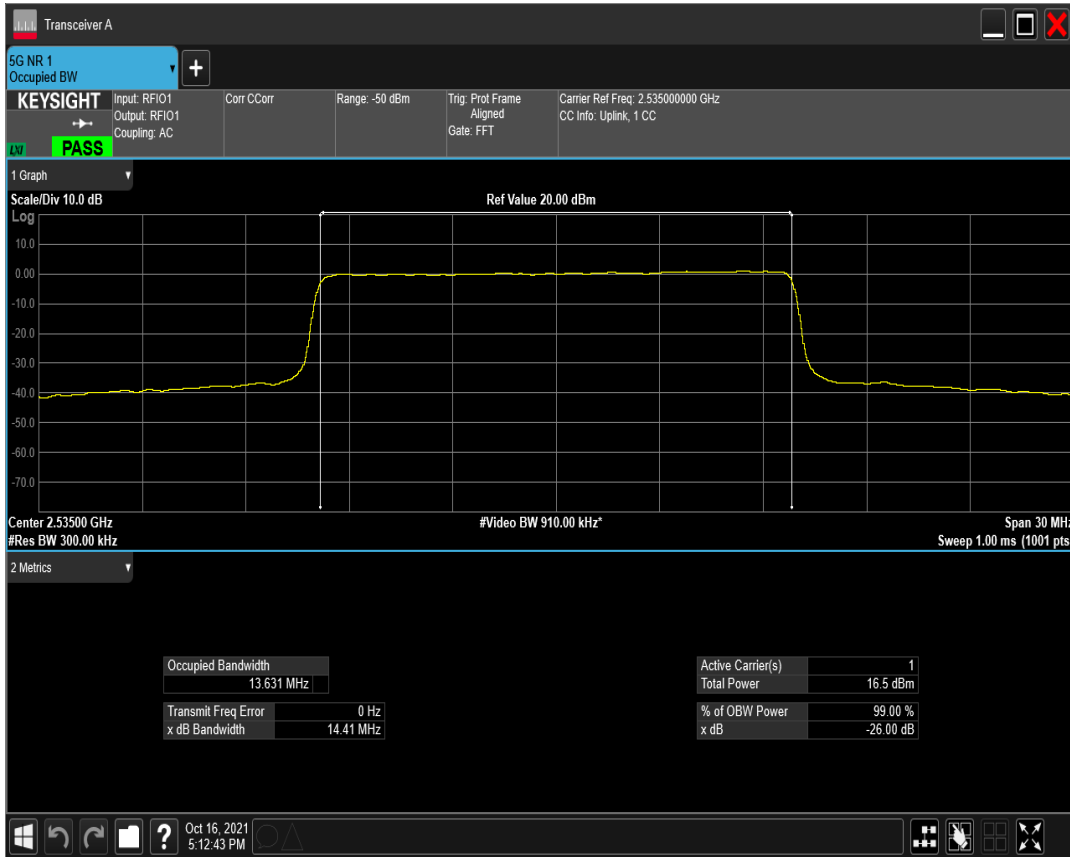 Transceiver A
5G NR 1
Occupied BW
KEYSIGHT
LXI
PASS
Input: RFIO1
Output: RFIO1
Coupling: AC
Corr CCorr
Range: -50 dBm
Trig: Prot Frame
Aligned
Gate: FFT
Carrier Ref Freq: 2.535000000 GHz
CC Info: Uplink, 1 CC
1 Graph
Scale/Div 10.0 dB
Ref Value 20.00 dBm
Log
10.0
0.00
-10.0
-20.0
-30.0
-40.0
-50.0
-60.0
-70.0
Center 2.53500 GHz
#Video BW 910.00 kHz*
Span 30 MHz
#Res BW 300.00 kHz
Sweep 1.00 ms (1001 pts
2 Metrics
Occupied Bandwidth
13.631 MHz
Transmit Freq Error 0 Hz
x dB Bandwidth 14.41 MHz
Active Carrier(s) 1
Total Power 16.5 dBm
% of OBW Power 99.00 %
x dB -26.00 dB
?
Oct 16, 2021
5:12:43 PM